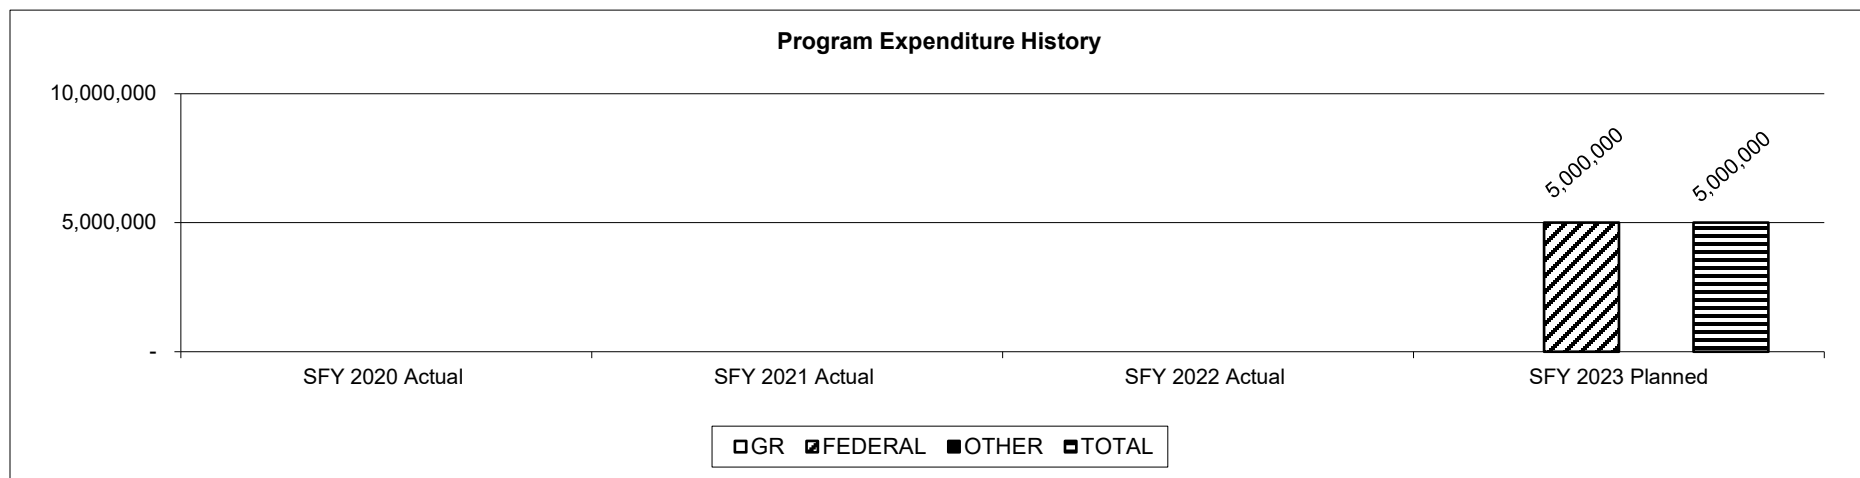 Program Expenditure History
10,000,000
5,000,000
-
5,000,000
5,000,000
SFY 2020 Actual
SFY 2021 Actual
SFY 2022 Actual
SFY 2023 Planned
GR FEDERAL OTHER TOTAL